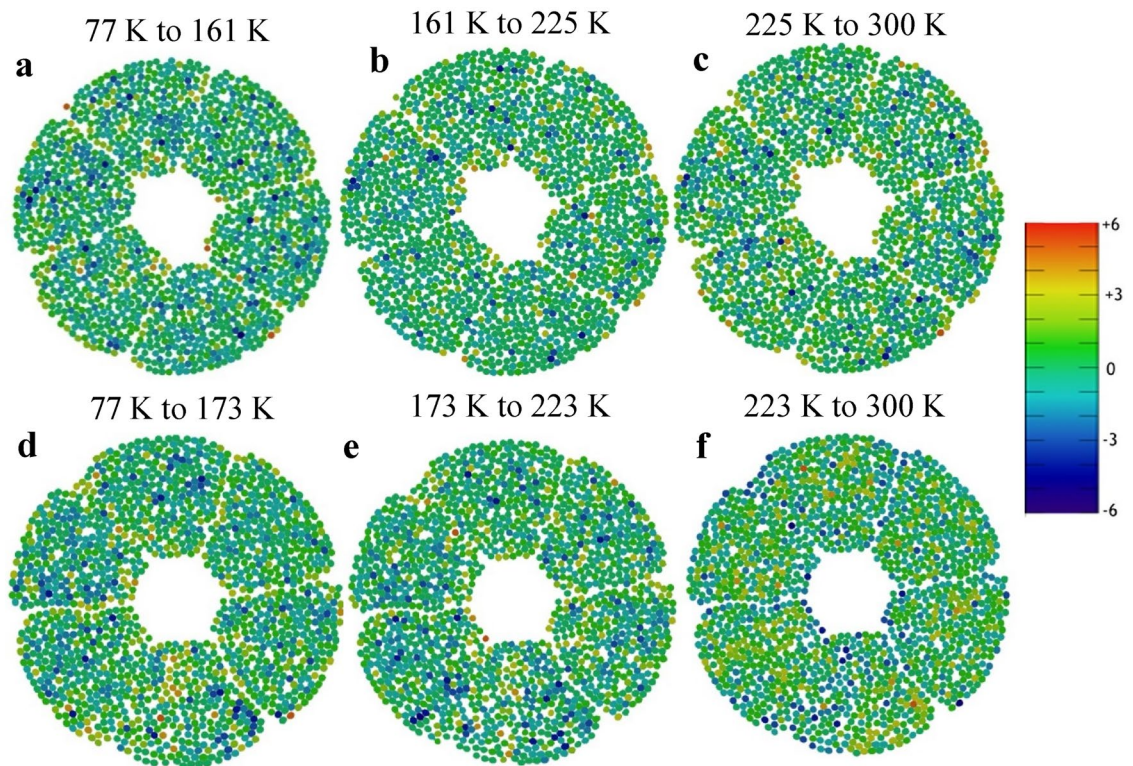 77 K to 161 K
161 K to 225 K
225 K to 300 K
a
b
c
+6
+3
0
-3
-6
77 K to 173 K
173 K to 223 K
223 K to 300 K
d
e
f